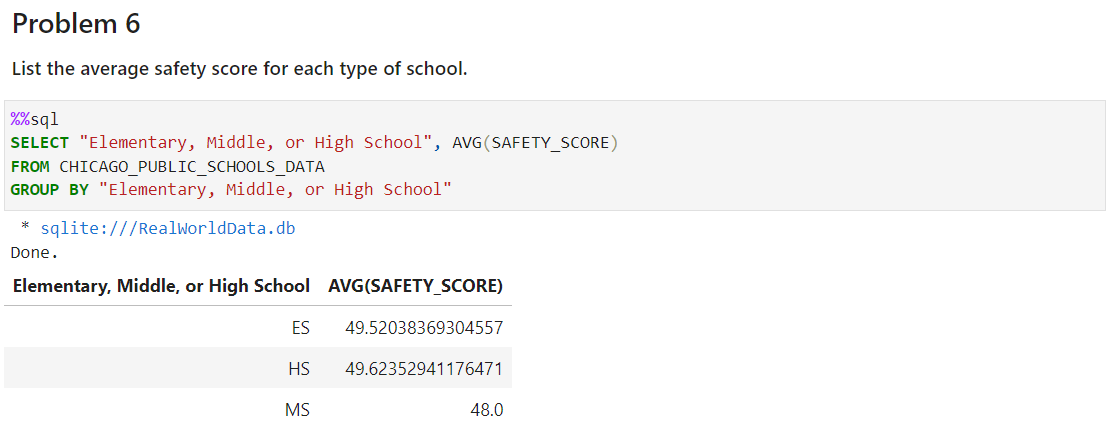 Problem 6
List the average safety score for each type of school.
%%sql
SELECT "Elementary, Middle, or High School", AVG(SAFETY_SCORE)
FROM CHICAGO_PUBLIC_SCHOOLS_DATA
GROUP BY "Elementary, Middle, or High School"
* sqlite:///RealWorldData.db
Done.
Elementary, Middle, or High School AVG(SAFETY_SCORE)
ES 49.52038369304557
HS 49.62352941176471
MS 48.0